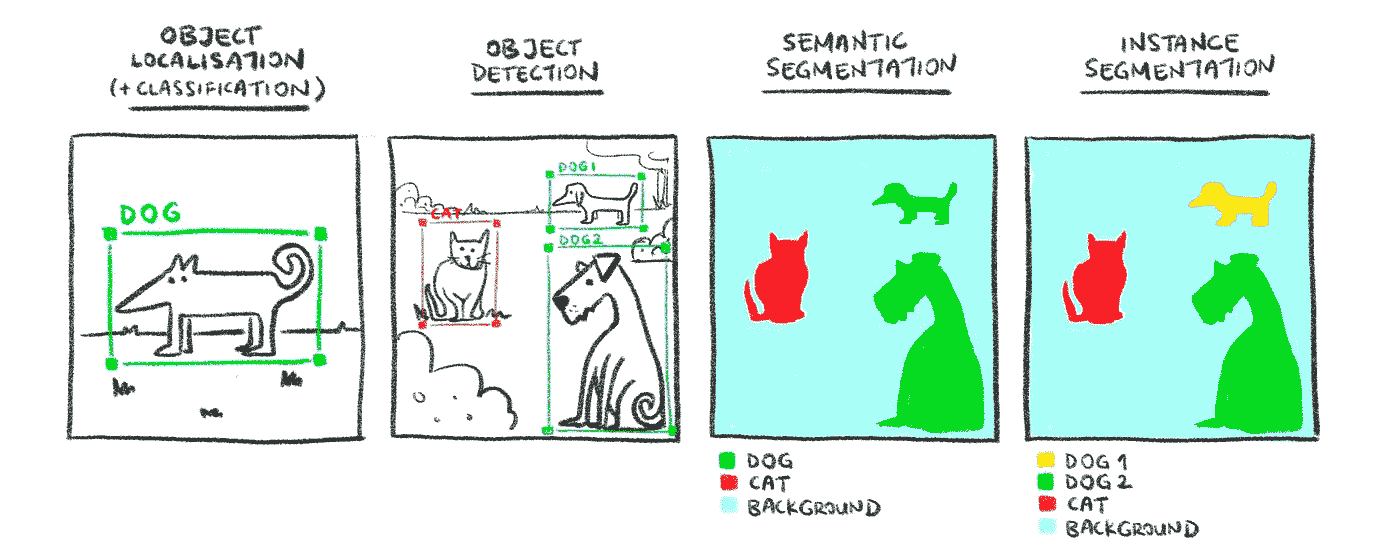 OBJECT
LOCALISATION
(+ CLASSIFICATION)
OBJECT
DETECTION
SEMANTIC
SEGMENTATION
INSTANCE
SEGMENTATION
DOG
DOG1
CAT
DOG2
DOG
CAT
BACKGROUND
DOG 1
DOG 2
CAT
BACKGROUND